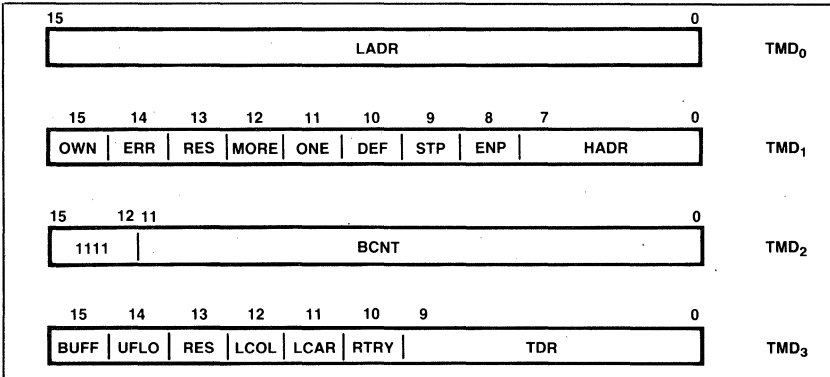 15 0
LADR TMD₀
15 14 13 12 11 10 9 8 7 0
OWN ERR RES MORE ONE DEF STP ENP HADR TMD₁
15 12 11 0
1111 BCNT TMD₂
15 14 13 12 11 10 9 0
BUFF UFLO RES LCOL LCAR RTRY TDR TMD₃